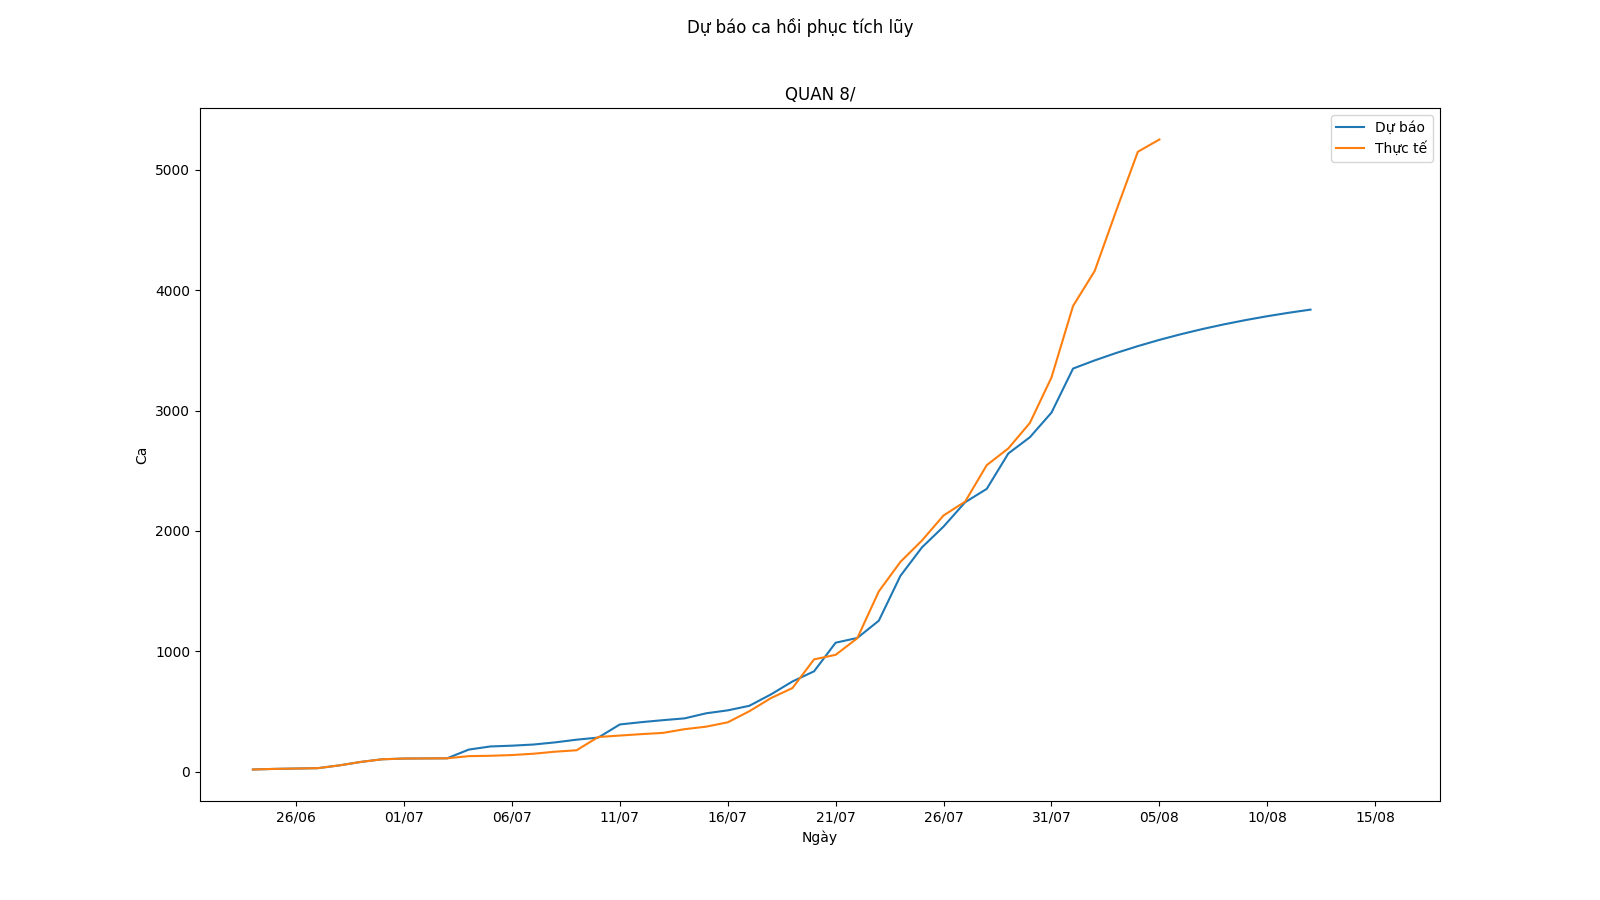 Dự báo ca hồi phục tích lũy
QUAN 8/
Dự báo
Thực tế
5000
4000
3000
2000
1000
0
Ca
26/06 01/07 06/07 11/07 16/07 21/07 26/07 31/07 05/08 10/08 15/08
Ngày